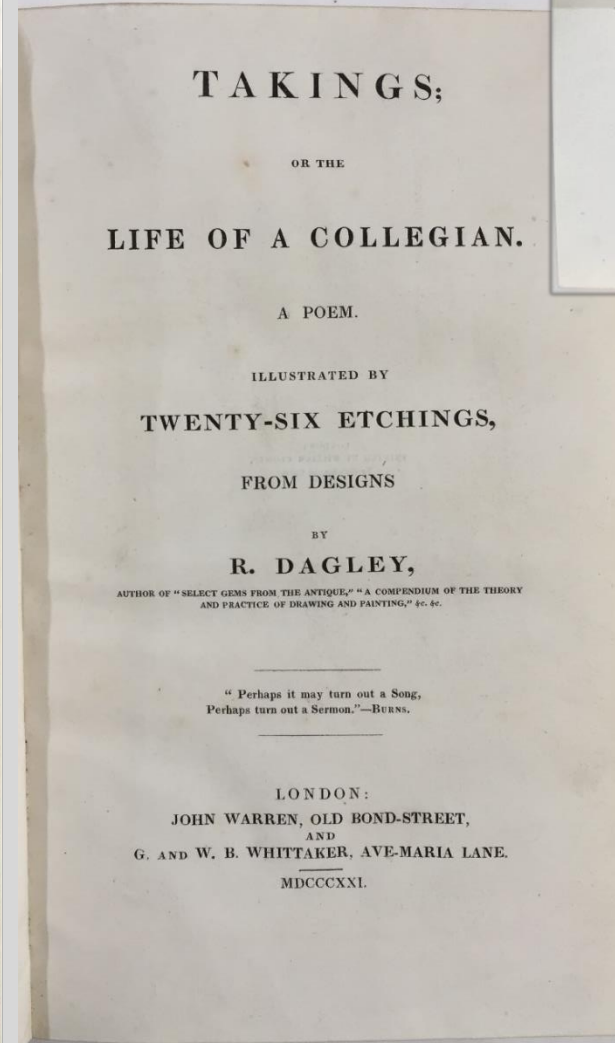 TAKINGS;
OR THE
LIFE OF A COLLEGIAN.
A POEM.
ILLUSTRATED BY
TWENTY-SIX ETCHINGS,
FROM DESIGNS
BY
R. DAGLEY,
AUTHOR OF "SELECT GEMS FROM THE ANTIQUE," "A COMPENDIUM OF THE THEORY
AND PRACTICE OF DRAWING AND PAINTING," &c. &c.
" Perhaps it may turn out a Song,
Perhaps turn out a Sermon."—BURNS.
LONDON:
JOHN WARREN, OLD BOND-STREET,
AND
G. AND W. B. WHITTAKER, AVE-MARIA LANE.
MDCCCXXI.